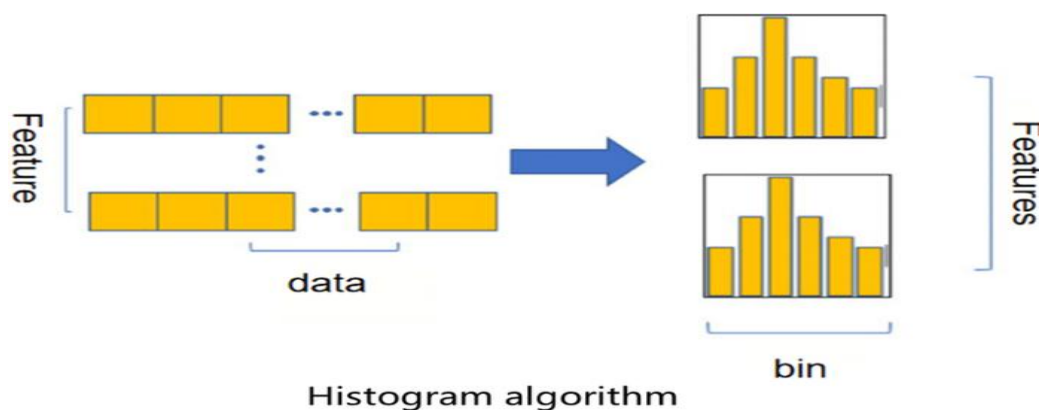 Feature
data
Features
bin
Histogram algorithm